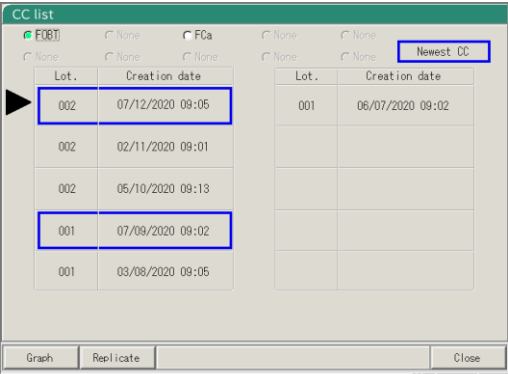 CC list
FOBT None FCa None None
None None None None None Newest CC
Lot. Creation date Lot. Creation date
002 07/12/2020 09:05 001 06/07/2020 09:02
002 02/11/2020 09:01
002 05/10/2020 09:13
001 07/09/2020 09:02
001 03/08/2020 09:05
Graph Replicate Close